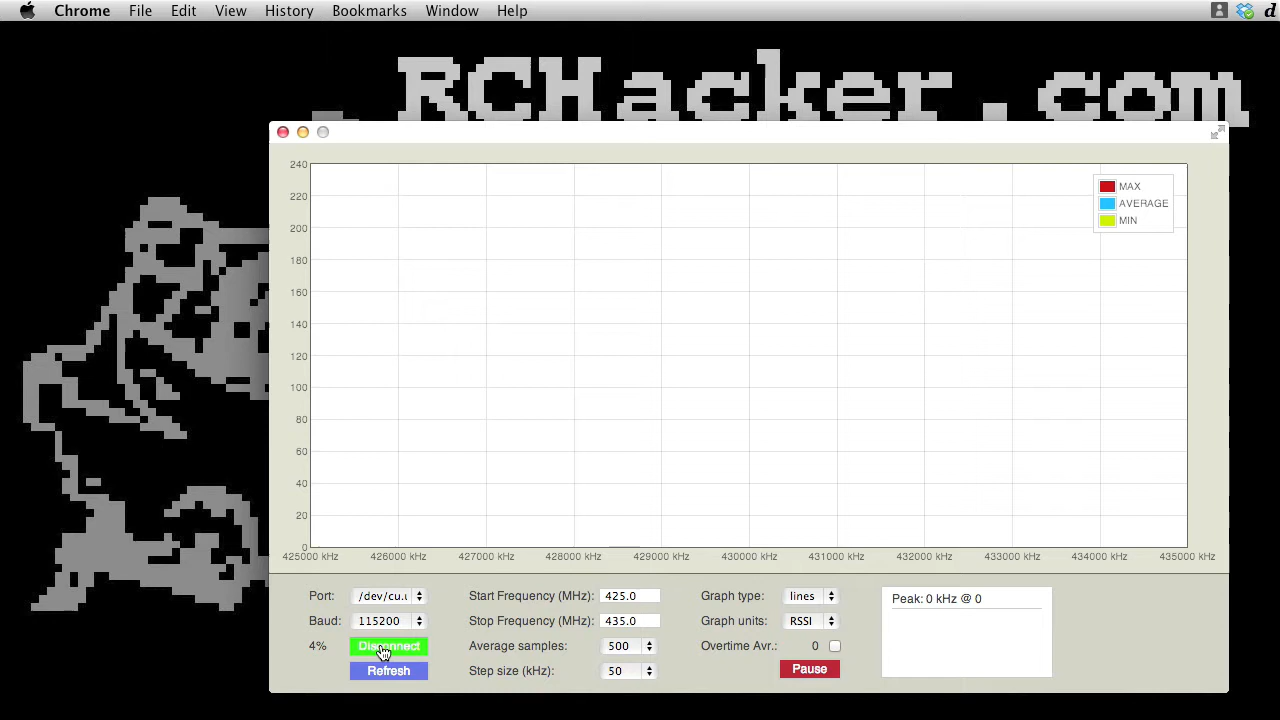 Chrome File Edit View History Bookmarks Window Help
RCHacker.com
240
220
200
180
160
140
120
100
80
60
40
20
0
MAX
AVERAGE
MIN
425000 kHz 426000 kHz 427000 kHz 428000 kHz 429000 kHz 430000 kHz 431000 kHz 432000 kHz 433000 kHz 434000 kHz 435000 kHz
Port: /dev/cu.u
Baud: 115200
4% Disconnect
Refresh
Start Frequency (MHz): 425.0
Stop Frequency (MHz): 435.0
Average samples: 500
Step size (kHz): 50
Graph type: lines
Graph units: RSSI
Overtime Avr.: 0
Pause
Peak: 0 kHz @ 0